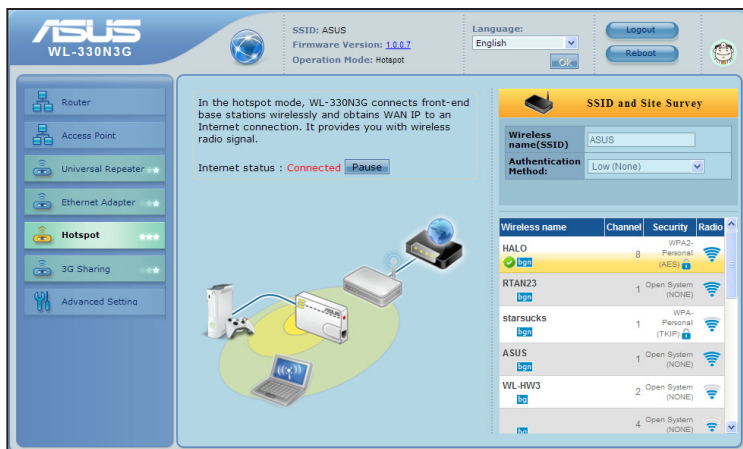 ASUS
WL-330N3G
SSID: ASUS
Firmware Version: 1.0.0.7
Operation Mode: Hotspot
Language:
English
OK
Logout
Reboot
Router
Access Point
Universal Repeater
Ethernet Adapter
Hotspot
3G Sharing
Advanced Setting
In the hotspot mode, WL-330N3G connects front-end
base stations wirelessly and obtains WAN IP to an
Internet connection. It provides you with wireless
radio signal.
Internet status : Connected Pause
SSID and Site Survey
Wireless
name(SSID)
ASUS
Authentication
Method:
Low (None)
Wireless name Channel Security Radio
HALO
bgn
8
WPA2-
Personal
(AES)
RTAN23
bgn
1
Open System
(NONE)
starsucks
bgn
1
WPA-
Personal
(TKIP)
ASUS
bgn
1
Open System
(NONE)
WL-HW3
bg
2
Open System
(NONE)
bg
4
Open System
(NONE)